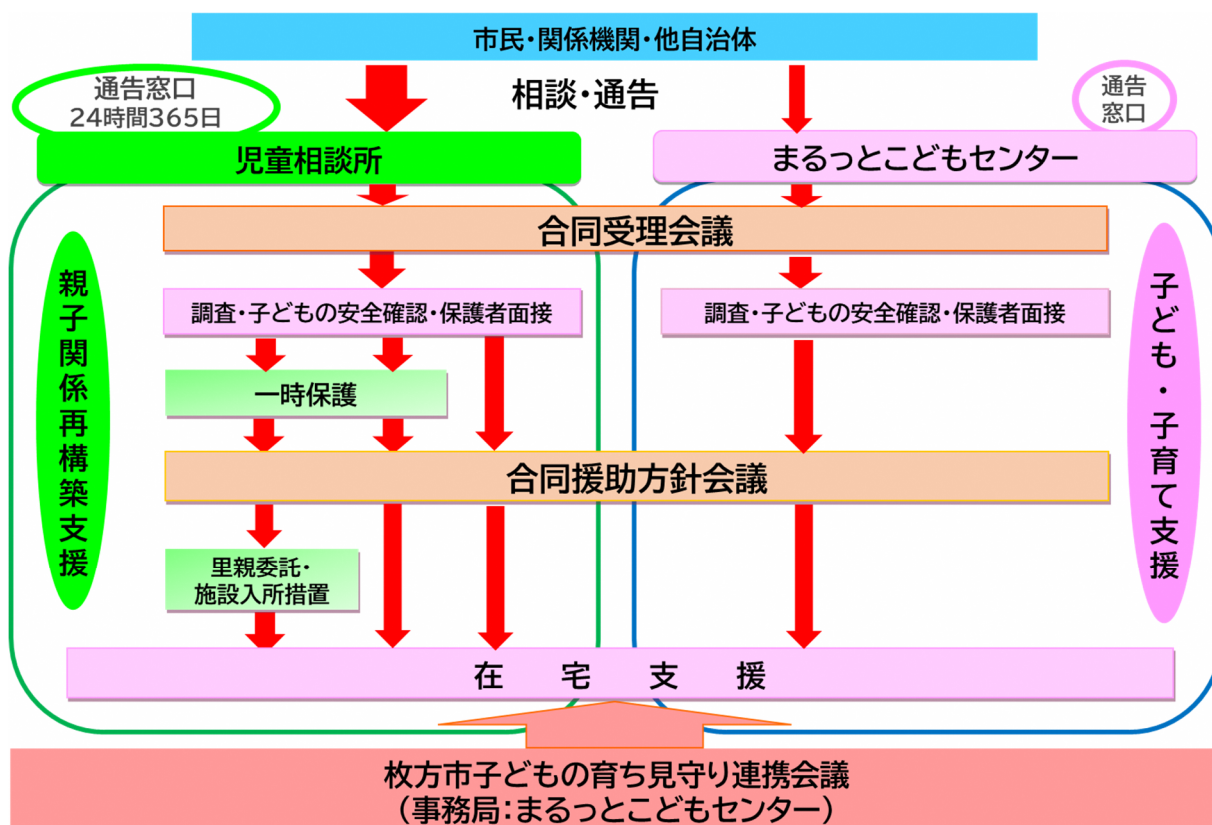 市民・関係機関・他自治体
通告窓口
24時間365日
相談・通告
通告
窓口
児童相談所
まるっとこどもセンター
合同受理会議
親子関係再構築支援
調査・子どもの安全確認・保護者面接
調査・子どもの安全確認・保護者面接
子ども・子育て支援
一時保護
合同援助方針会議
里親委託・
施設入所措置
在宅支援
枚方市子どもの育ち見守り連携会議
（事務局：まるっとこどもセンター）